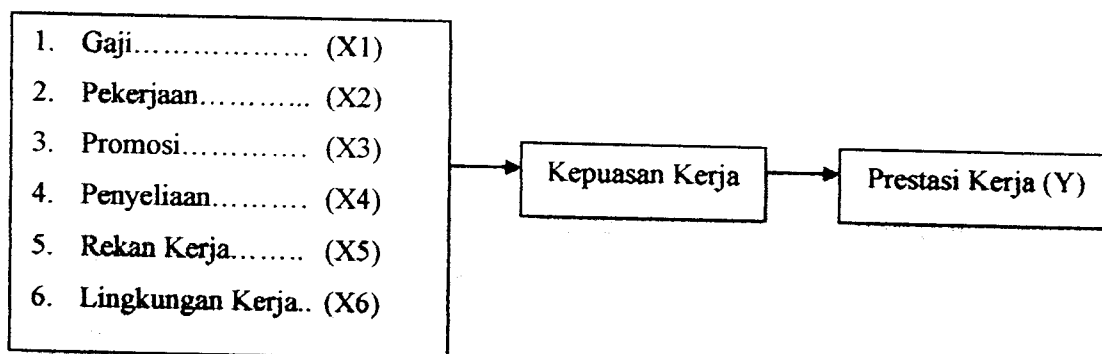 1. Gaji.................. (X1)
2. Pekerjaan............ (X2)
3. Promosi............. (X3)
4. Penyeliaan.......... (X4)
5. Rekan Kerja........ (X5)
6. Lingkungan Kerja.. (X6)
Kepuasan Kerja
Prestasi Kerja (Y)